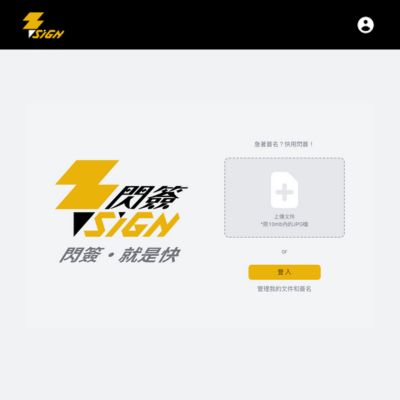 SiGN
急著簽名？快用閃簽！
閃簽
SiGN
閃簽・就是快
上傳文件
*限10mb內的JPG檔
or
登入
管理我的文件和簽名